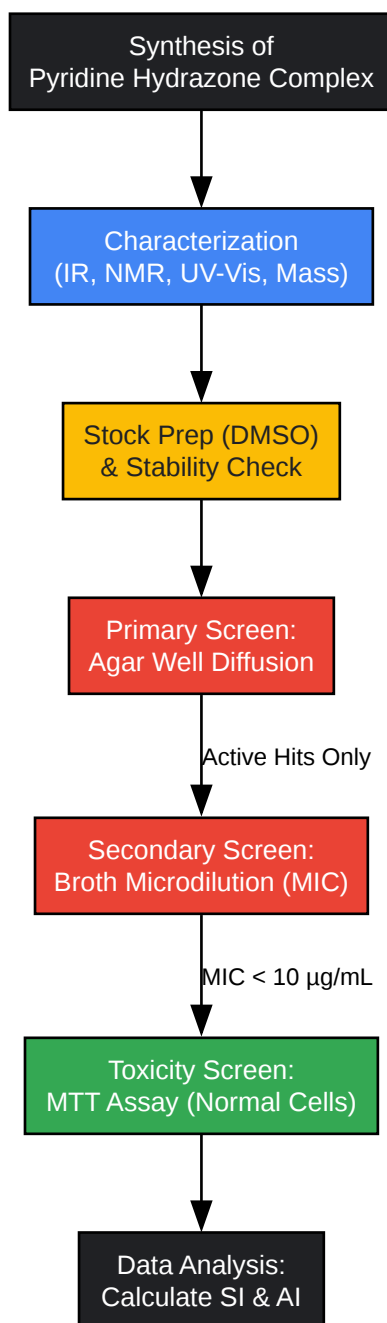 Synthesis of
Pyridine Hydrazone Complex
Characterization
(IR, NMR, UV-Vis, Mass)
Stock Prep (DMSO)
& Stability Check
Primary Screen:
Agar Well Diffusion
Active Hits Only
Secondary Screen:
Broth Microdilution (MIC)
MIC < 10 µg/mL
Toxicity Screen:
MTT Assay (Normal Cells)
Data Analysis:
Calculate SI & AI